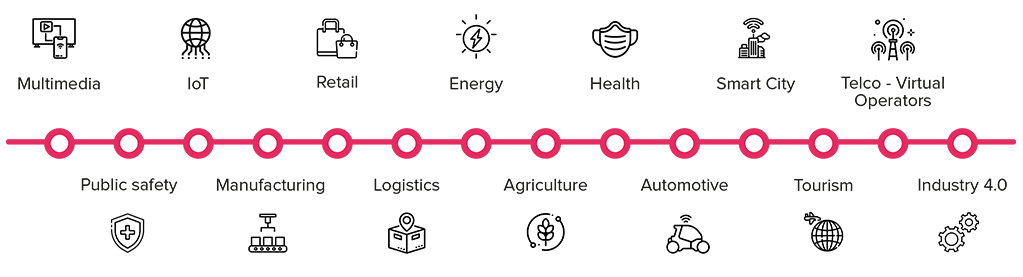 Multimedia
IoT
Retail
Energy
Health
Smart City
Telco - Virtual
Operators
Public safety
Manufacturing
Logistics
Agriculture
Automotive
Tourism
Industry 4.0